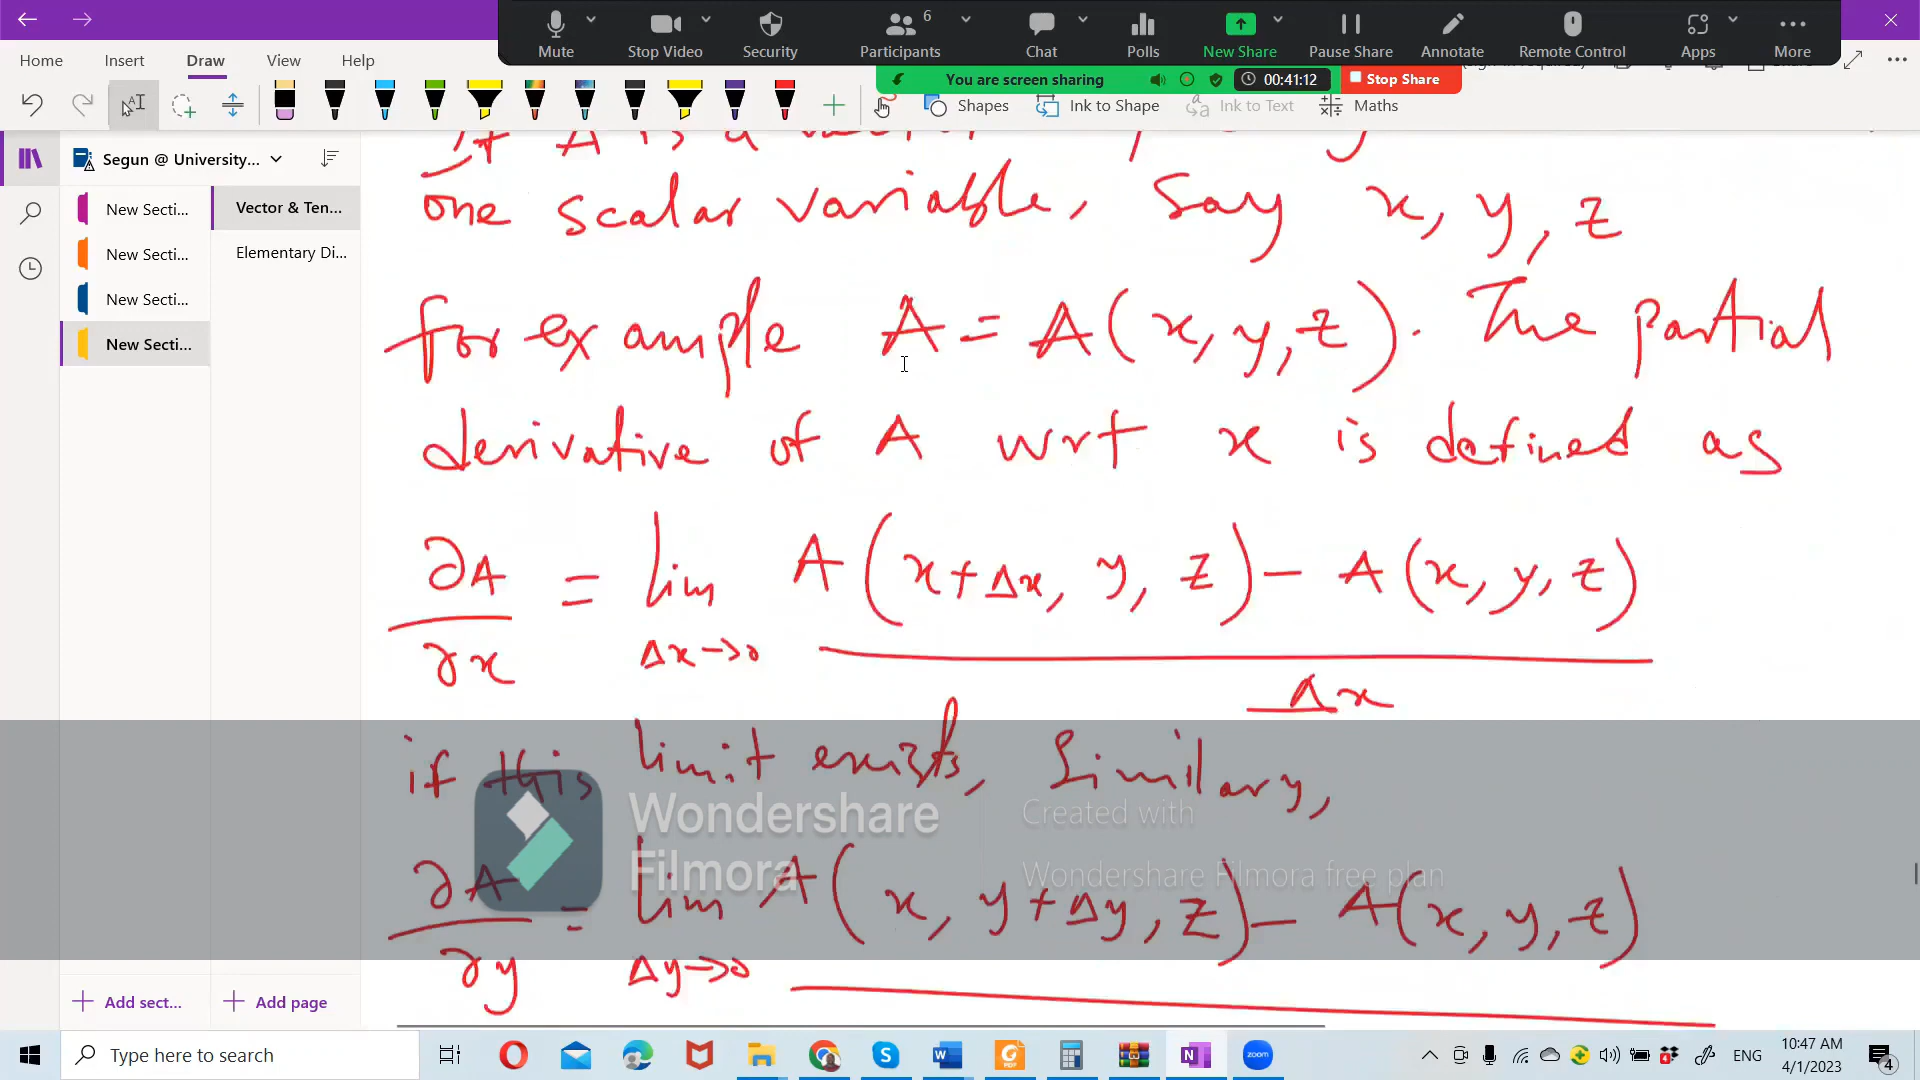 Mute
Stop Video
Security
Participants
6
Chat
Polls
New Share
Pause Share
Annotate
Remote Control
Apps
More
You are screen sharing
00:41:12
Stop Share
Home
Insert
Draw
View
Help
Shapes
Ink to Shape
Ink to Text
Maths
Segun @ University...
New Secti...
New Secti...
New Secti...
New Secti...
Vector & Ten...
Elementary Di...
If A is a
one scalar variable, Say x, y, z
for example A = A(x, y, z). The partial
derivative of A wrt x is defined as
∂A/∂x = lim Δx→0 A(x+Δx, y, z) − A(x, y, z) / Δx
if this limit exists, Similary,
∂A/∂y = lim Δy→0 A(x, y+Δy, z) − A(x, y, z)
Wondershare
Filmora
Created with
Wondershare Filmora free plan
Add sect...
Add page
Type here to search
ENG
10:47 AM
4/1/2023
4